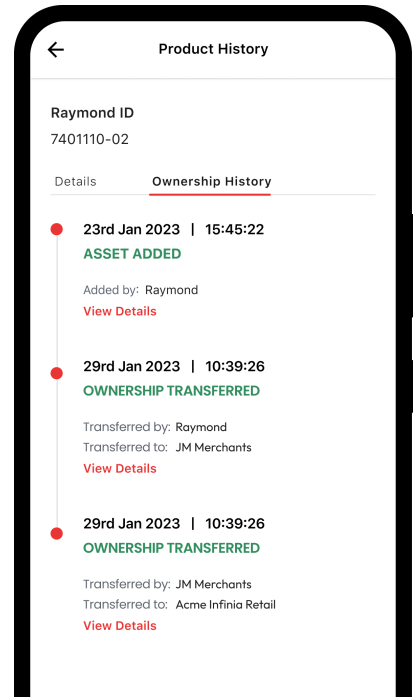 Product History
Raymond ID
7401110-02
Details Ownership History
23rd Jan 2023 | 15:45:22
ASSET ADDED
Added by: Raymond
View Details
29rd Jan 2023 | 10:39:26
OWNERSHIP TRANSFERRED
Transferred by: Raymond
Transferred to: JM Merchants
View Details
29rd Jan 2023 | 10:39:26
OWNERSHIP TRANSFERRED
Transferred by: JM Merchants
Transferred to: Acme Infinia Retail
View Details